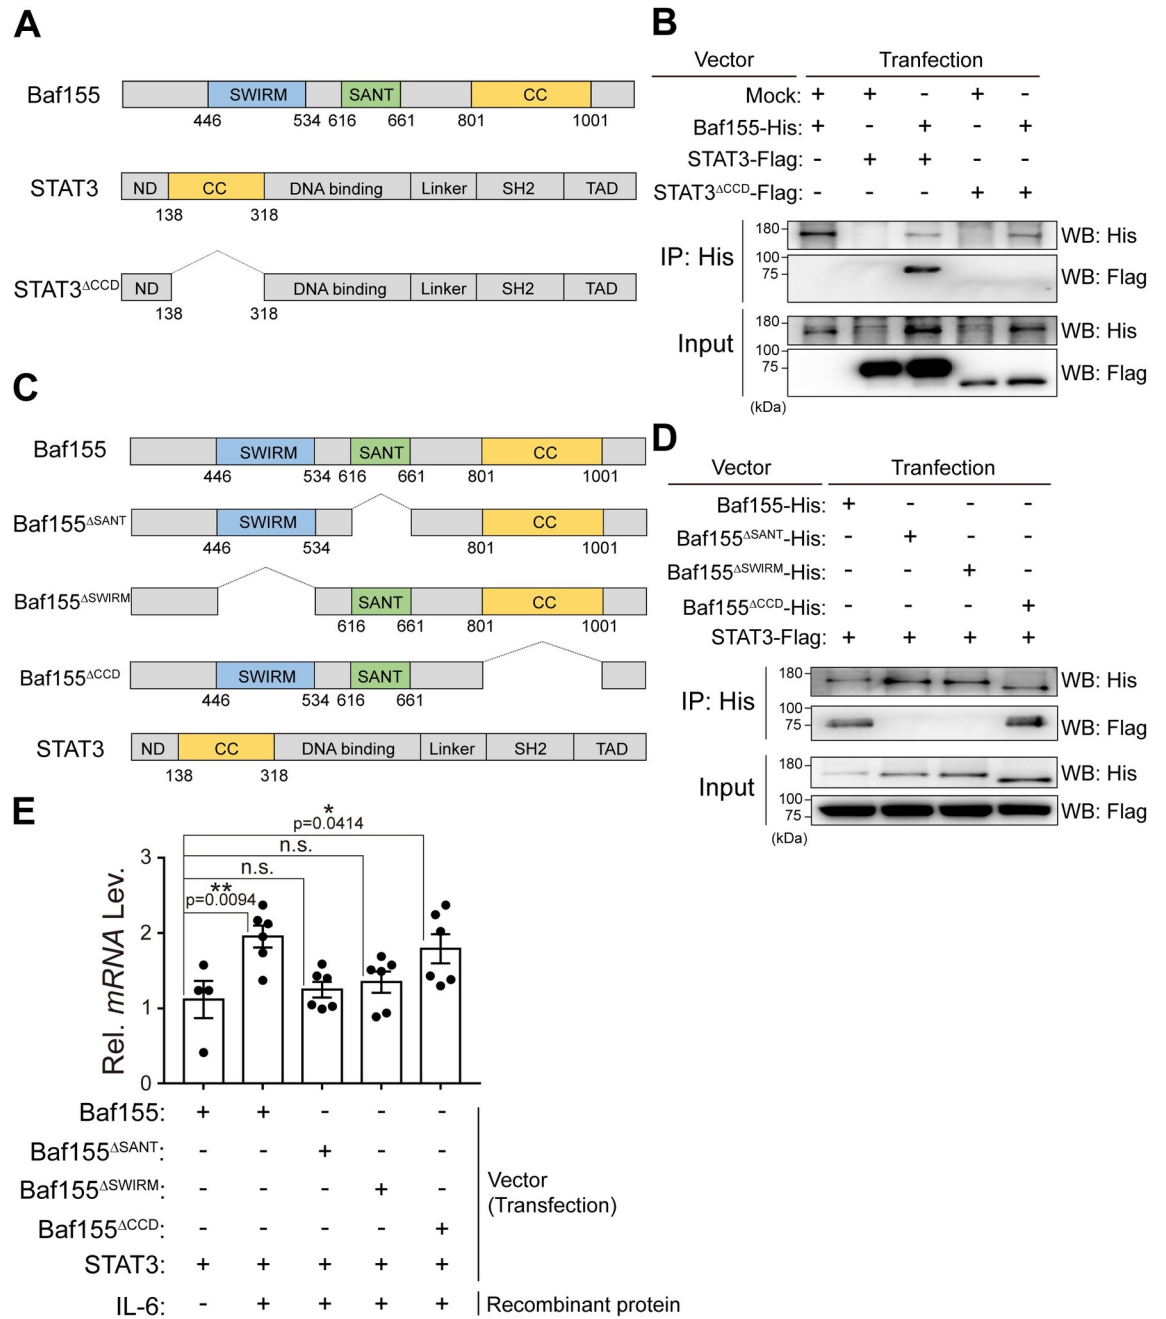 A
Baf155
SWIRM SANT CC
446 534 616 661 801 1001
STAT3
ND CC DNA binding Linker SH2 TAD
138 318
STAT3ΔCCD
ND DNA binding Linker SH2 TAD
138 318
B
Vector Tranfection
Mock: + + - + -
Baf155-His: + - + - +
STAT3-Flag: - + + - -
STAT3ΔCCD-Flag: - - - + +
IP: His
180 WB: His
100
75 WB: Flag
Input
180 WB: His
100
75 WB: Flag
(kDa)
C
Baf155
SWIRM SANT CC
446 534 616 661 801 1001
Baf155ΔSANT
SWIRM CC
446 534 801 1001
Baf155ΔSWIRM
SANT CC
616 661 801 1001
Baf155ΔCCD
SWIRM SANT
446 534 616 661
STAT3
ND CC DNA binding Linker SH2 TAD
138 318
D
Vector Tranfection
Baf155-His: + - - -
Baf155ΔSANT-His: - + - -
Baf155ΔSWIRM-His: - - + -
Baf155ΔCCD-His: - - - +
STAT3-Flag: + + + +
IP: His
180 WB: His
100
75 WB: Flag
Input
180 WB: His
100
75 WB: Flag
(kDa)
E
*
p=0.0414
n.s.
n.s.
**
p=0.0094
Rel. mRNA Lev.
3
2
1
0
Baf155: + + - - -
Baf155ΔSANT: - - + - -
Baf155ΔSWIRM: - - - + -
Baf155ΔCCD: - - - - +
STAT3: + + + + +
Vector
(Transfection)
IL-6: - + + + + Recombinant protein